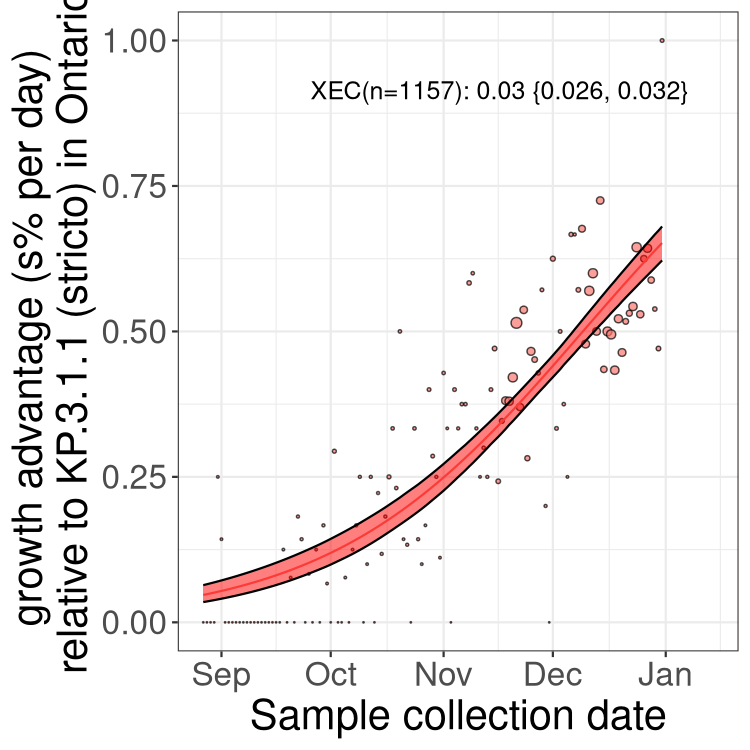 growth advantage (s% per day)
relative to KP.3.1.1 (stricto) in Ontario
1.00
0.75
0.50
0.25
0.00
XEC(n=1157): 0.03 {0.026, 0.032}
Sep Oct Nov Dec Jan
Sample collection date